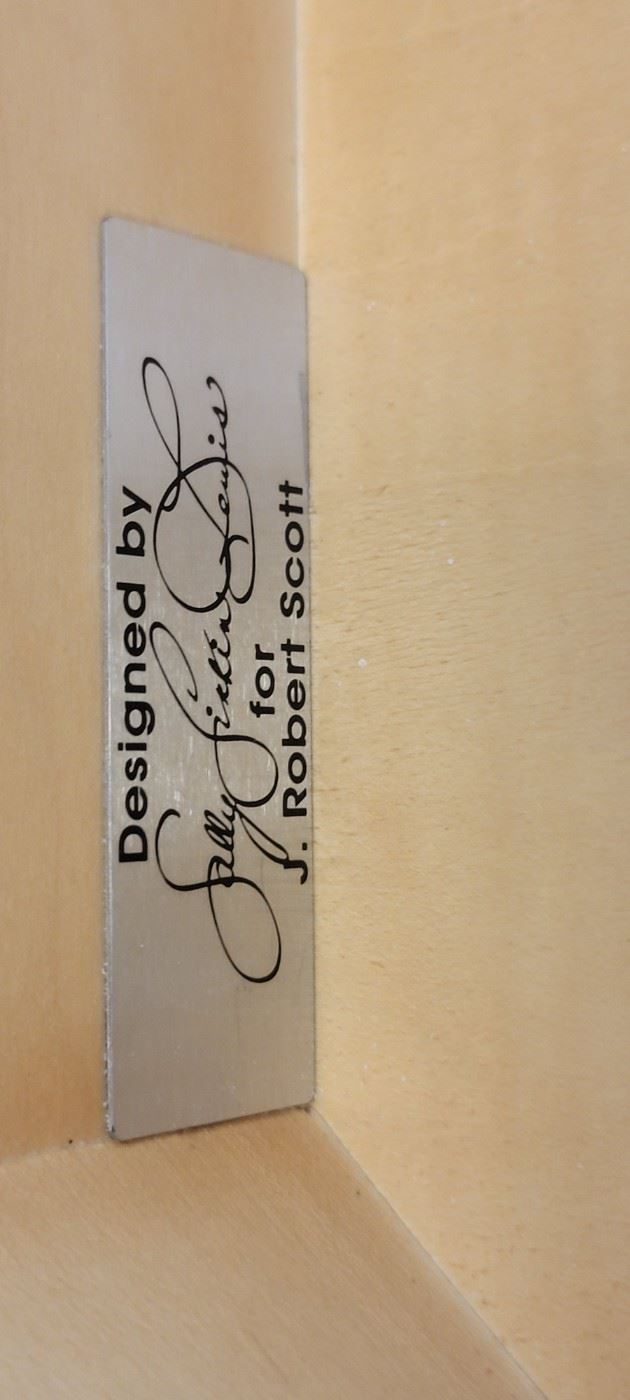 Designed by
Sally Sirkin Lewis
for
J. Robert Scott